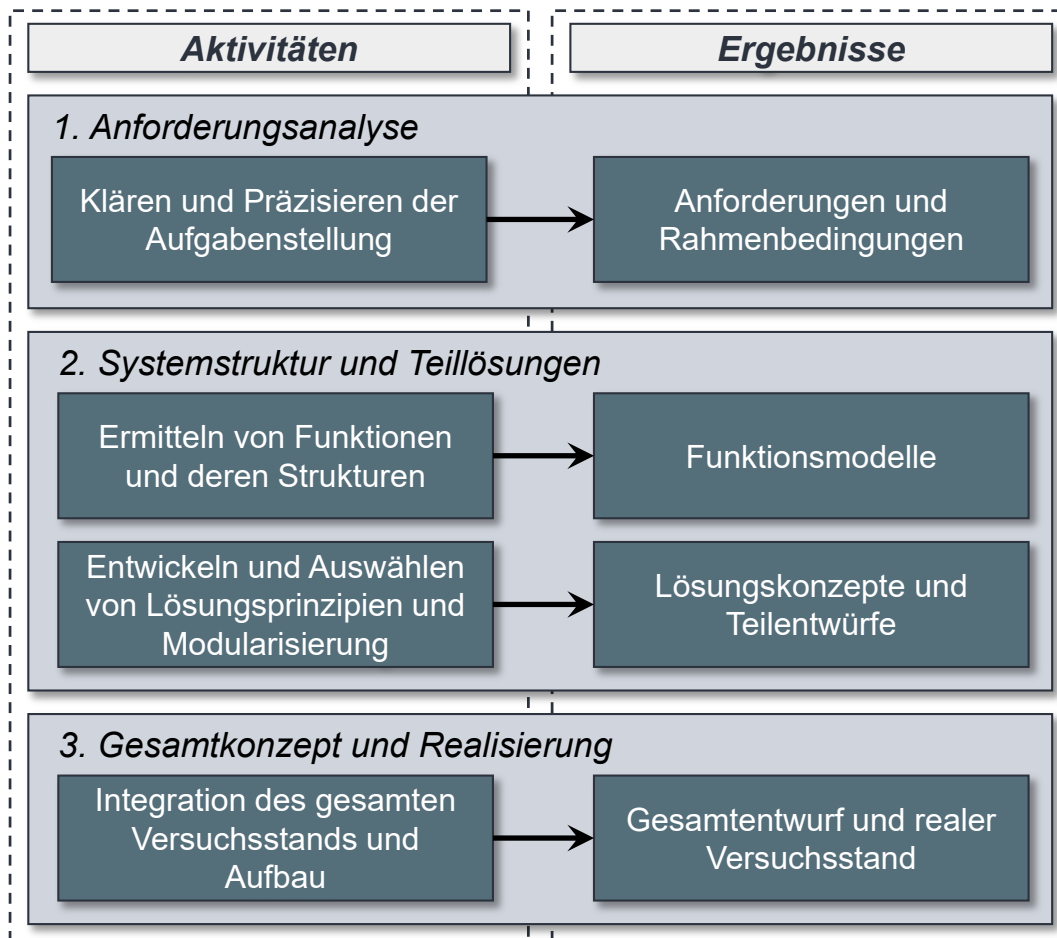 Aktivitäten
Ergebnisse
1. Anforderungsanalyse
Klären und Präzisieren der
Aufgabenstellung
Anforderungen und
Rahmenbedingungen
2. Systemstruktur und Teillösungen
Ermitteln von Funktionen
und deren Strukturen
Funktionsmodelle
Entwickeln und Auswählen
von Lösungsprinzipien und
Modularisierung
Lösungskonzepte und
Teilentwürfe
3. Gesamtkonzept und Realisierung
Integration des gesamten
Versuchsstands und
Aufbau
Gesamtentwurf und realer
Versuchsstand